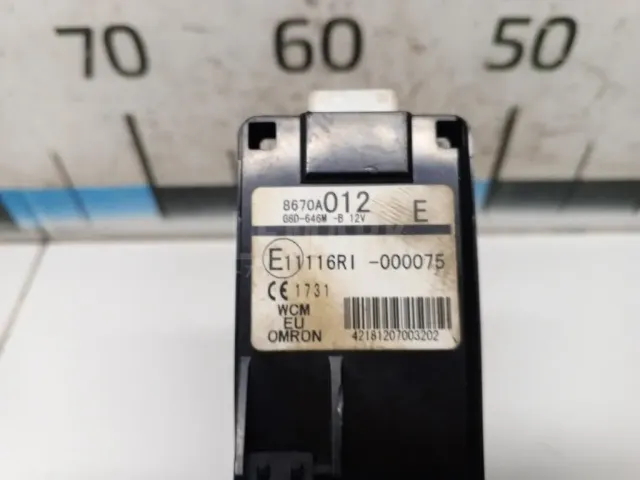 70 60 50
8670A012 E
G8D-646M -B 12V
E11 116RI -000075
CE 1731
WCM
EU
OMRON 42181207003202